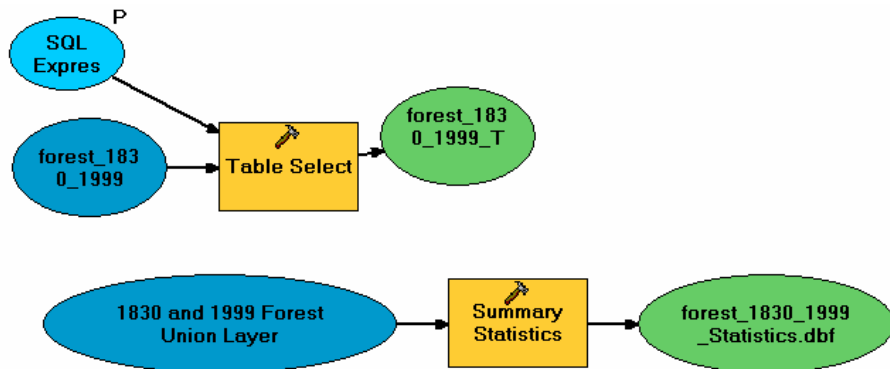 P
SQL
Expres
forest_183
0_1999
Table Select
forest_183
0_1999_T
1830 and 1999 Forest
Union Layer
Summary
Statistics
forest_1830_1999
_Statistics.dbf